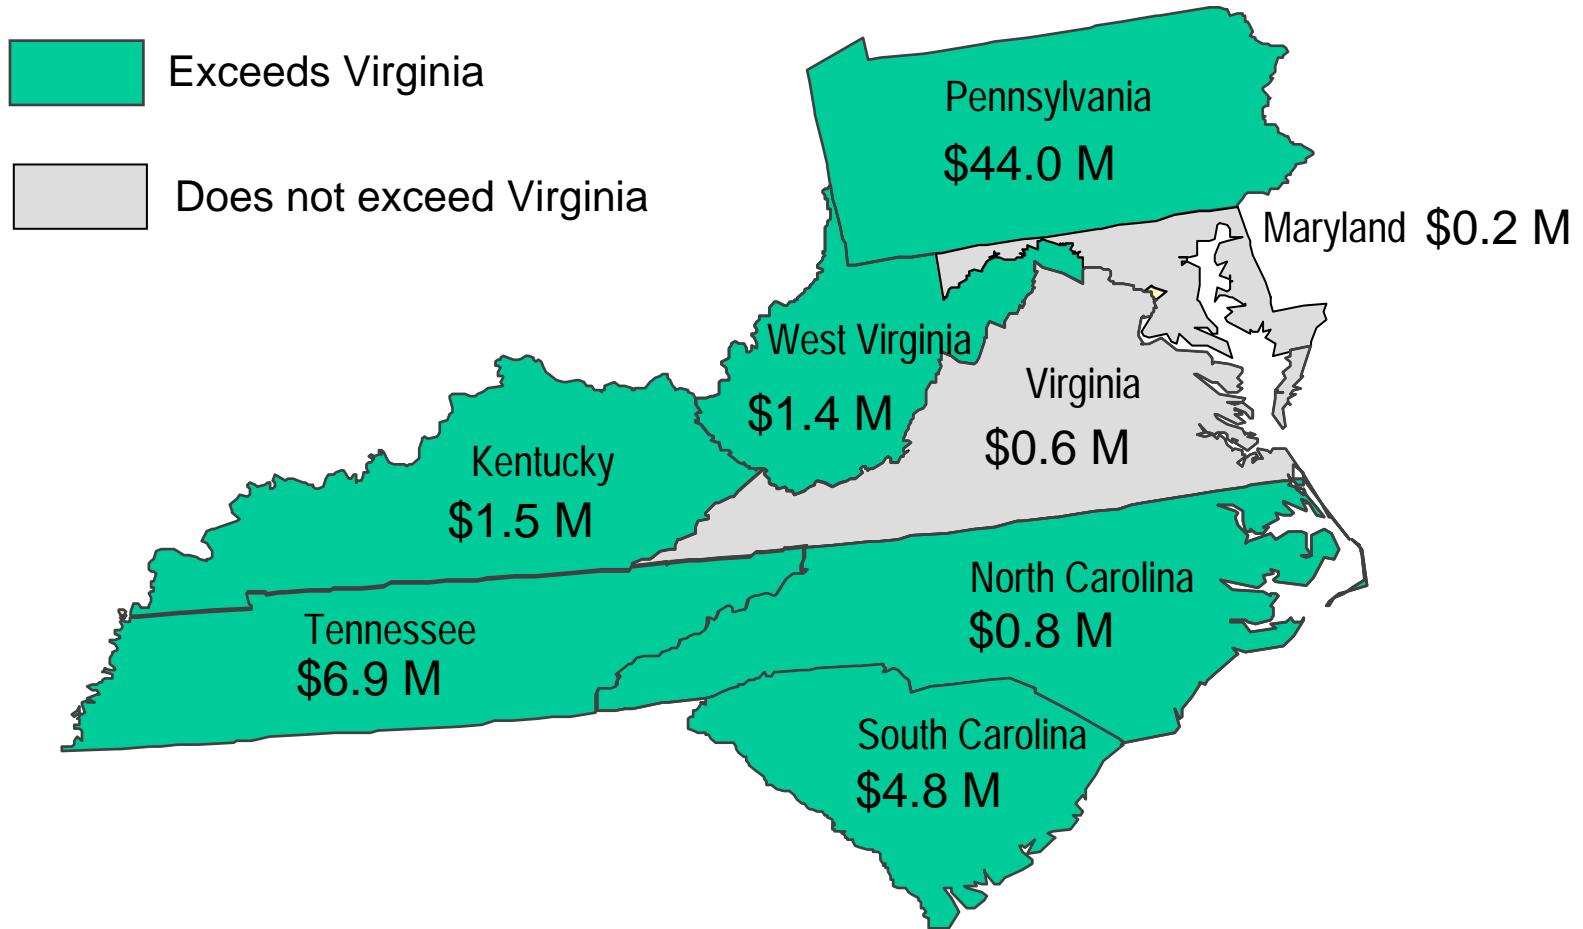 Exceeds Virginia
Does not exceed Virginia
Pennsylvania
$44.0 M
Maryland $0.2 M
West Virginia
$1.4 M
Virginia
$0.6 M
Kentucky
$1.5 M
North Carolina
$0.8 M
Tennessee
$6.9 M
South Carolina
$4.8 M